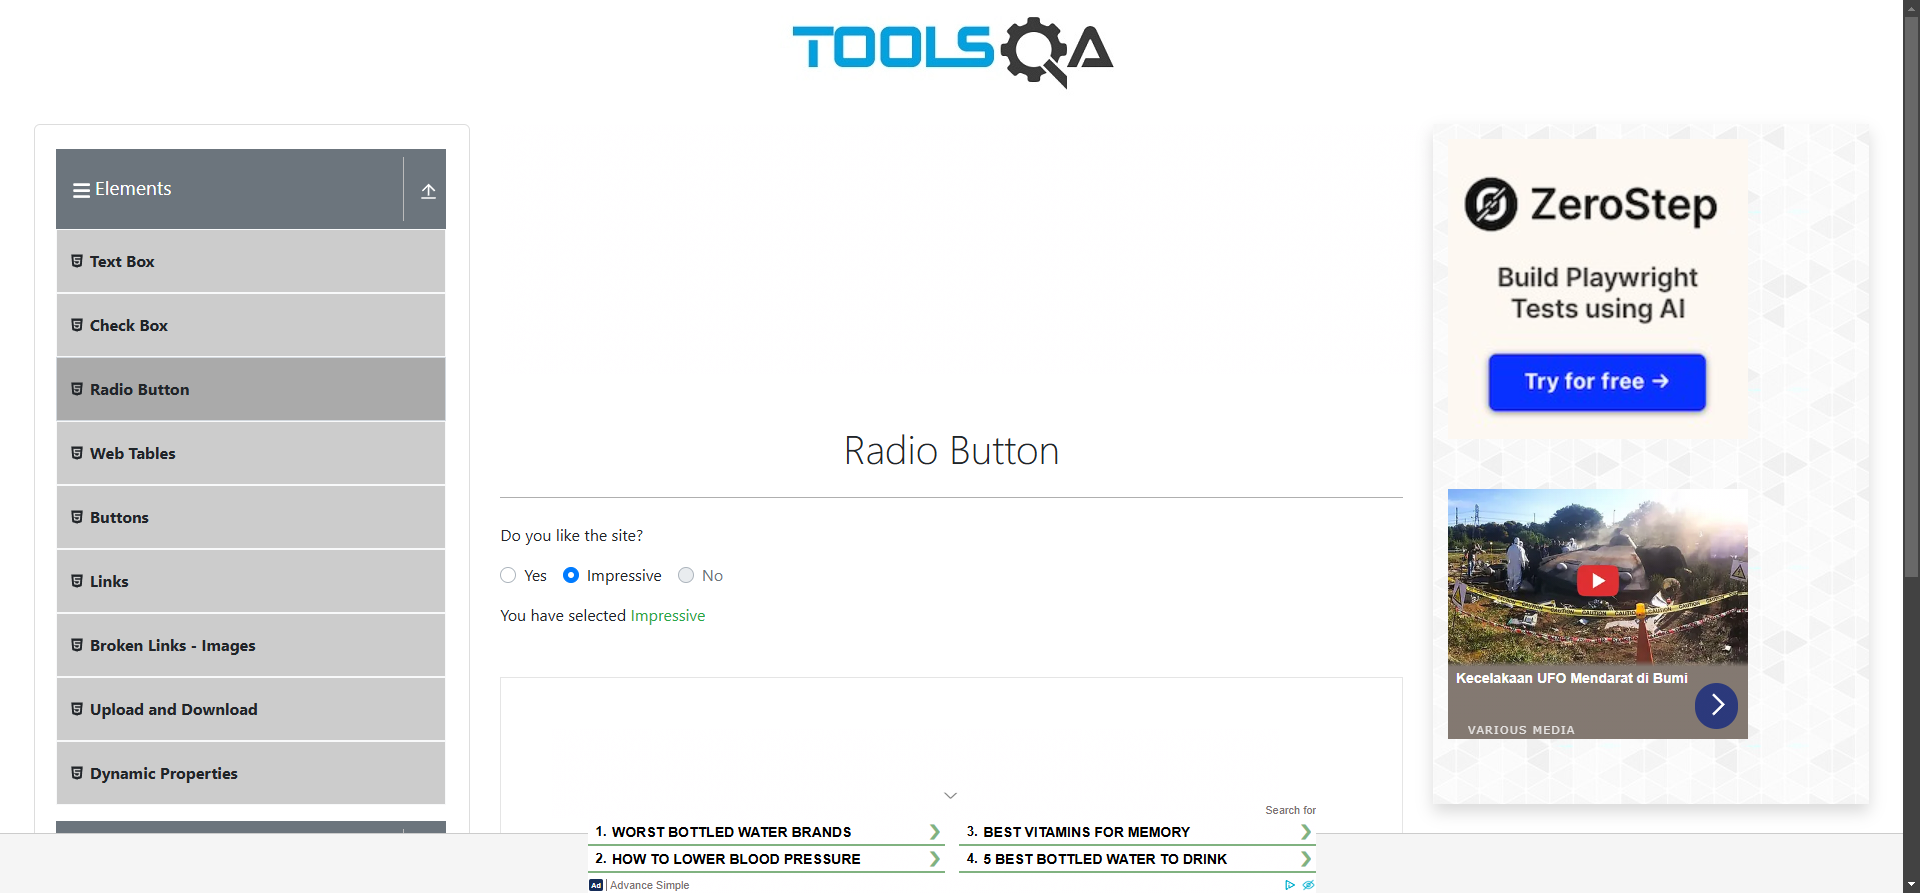 TOOLSQA
Elements
Text Box
Check Box
Radio Button
Web Tables
Buttons
Links
Broken Links - Images
Upload and Download
Dynamic Properties
Radio Button
Do you like the site?
Yes
Impressive
No
You have selected Impressive
ZeroStep
Build Playwright
Tests using AI
Try for free →
CAUTION CAUTION
Kecelakaan UFO Mendarat di Bumi
VARIOUS MEDIA
Search for
1. WORST BOTTLED WATER BRANDS
2. HOW TO LOWER BLOOD PRESSURE
3. BEST VITAMINS FOR MEMORY
4. 5 BEST BOTTLED WATER TO DRINK
Ad | Advance Simple